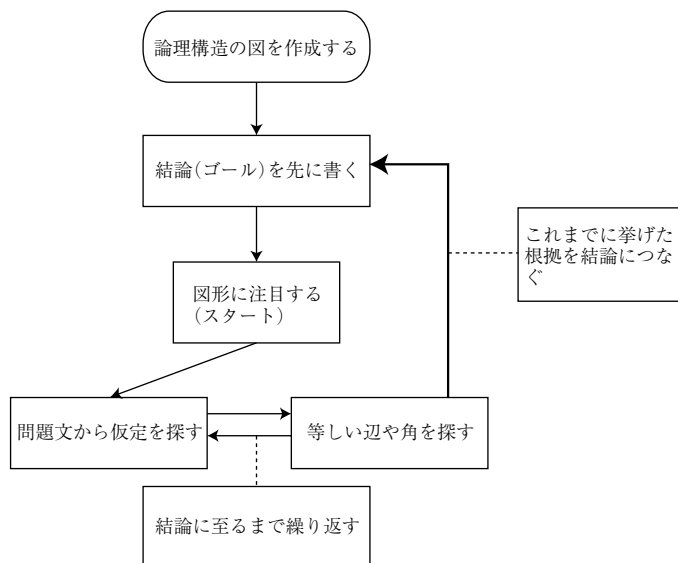 論理構造の図を作成する
結論（ゴール）を先に書く
これまでに挙げた
根拠を結論につな
ぐ
図形に注目する
（スタート）
問題文から仮定を探す
等しい辺や角を探す
結論に至るまで繰り返す